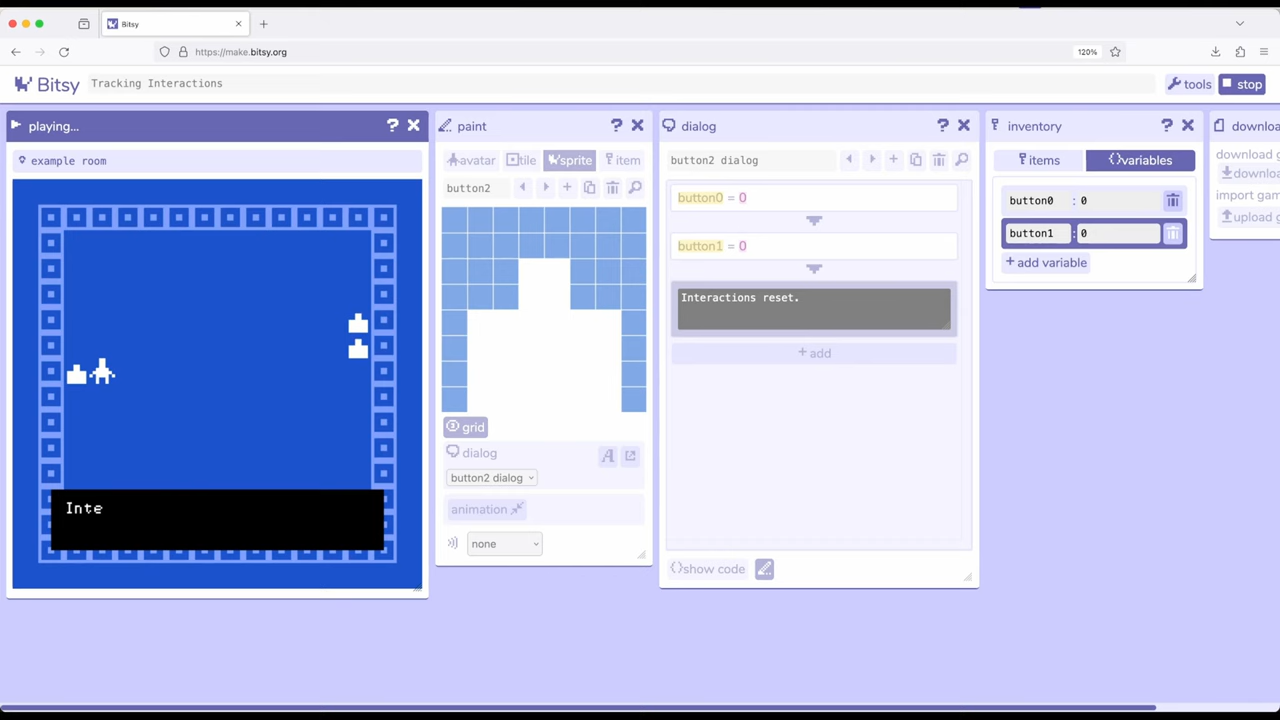 Bitsy
https://make.bitsy.org
120%
Bitsy
Tracking Interactions
tools
stop
playing...
?
example room
Inte
paint
?
avatar
tile
sprite
item
button2
grid
dialog
A
button2 dialog
animation
none
dialog
?
button2 dialog
button0 = 0
button1 = 0
Interactions reset.
+ add
{}show code
inventory
?
items
{}variables
button0 : 0
button1 : 0
+ add variable
downloa
download g
downloa
import gam
upload g